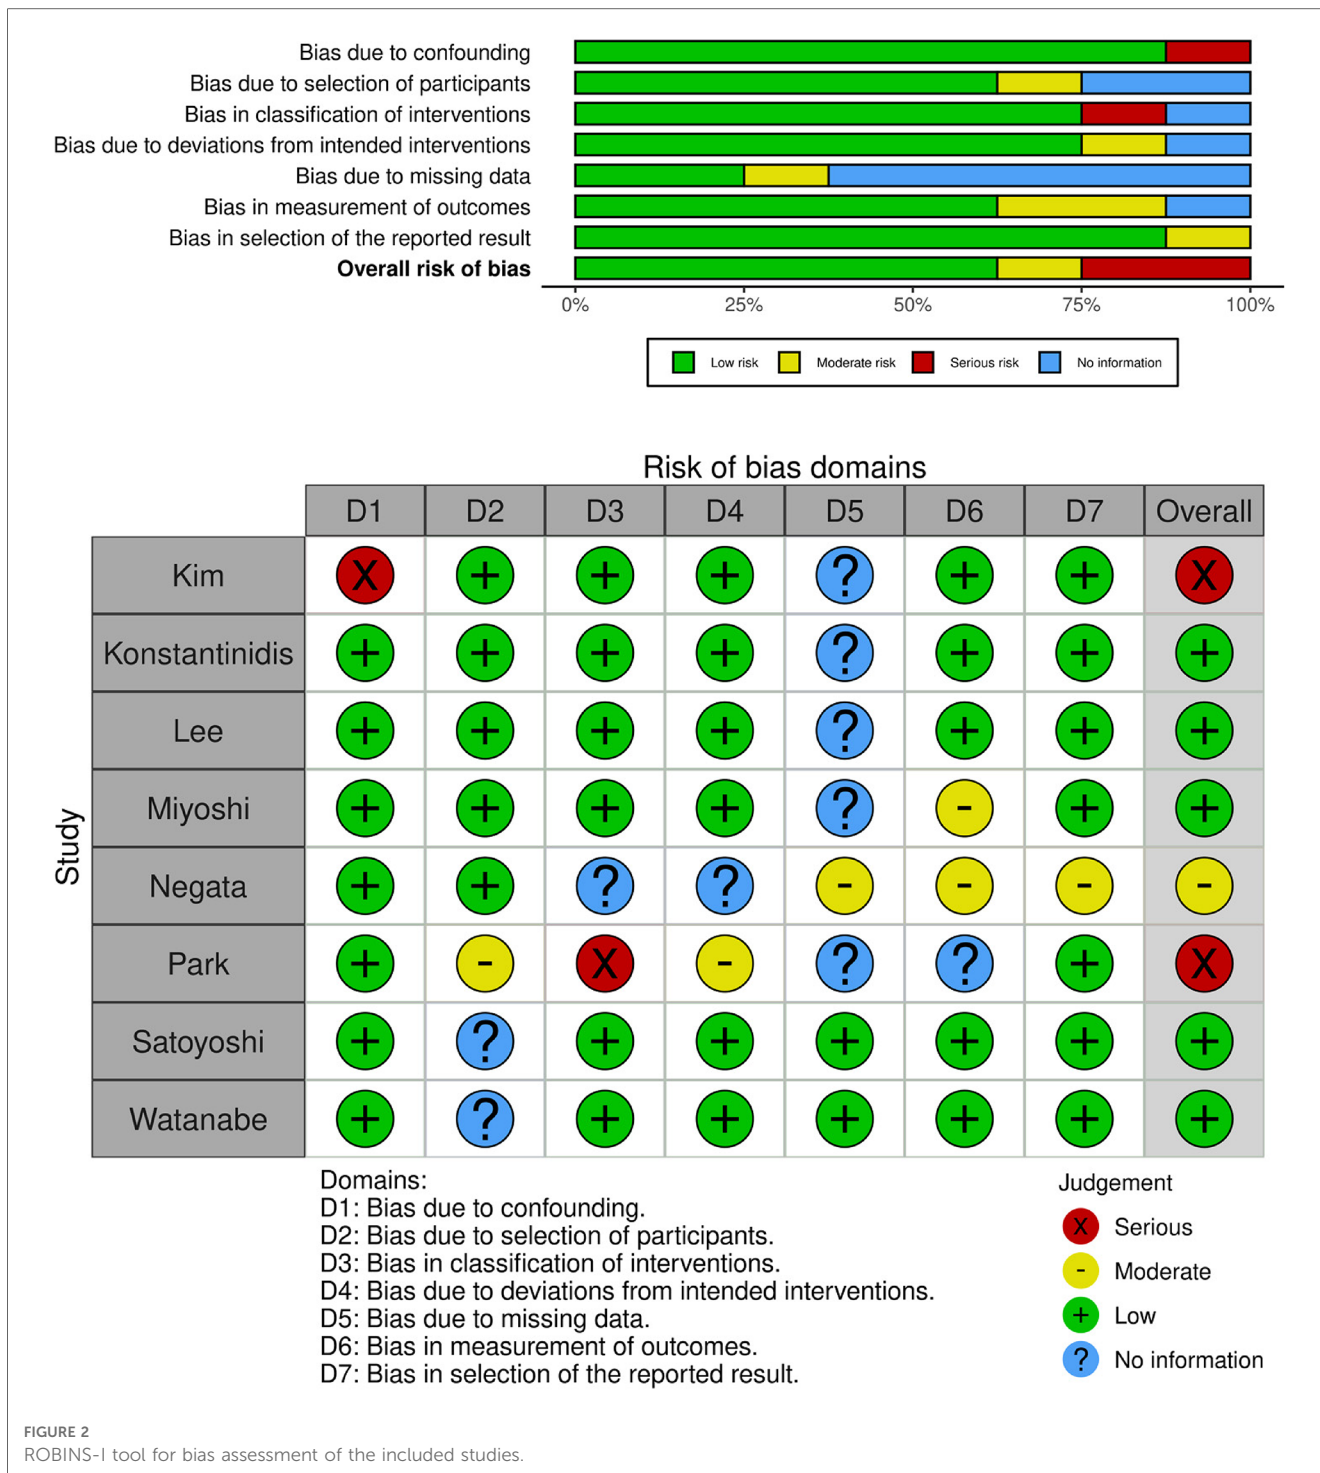 Bias due to confounding
Bias due to selection of participants
Bias in classification of interventions
Bias due to deviations from intended interventions
Bias due to missing data
Bias in measurement of outcomes
Bias in selection of the reported result
Overall risk of bias
0% 25% 50% 75% 100%
Low risk Moderate risk Serious risk No information
Risk of bias domains
D1 D2 D3 D4 D5 D6 D7 Overall
Study
Kim X + + + ? + + X
Konstantinidis + + + + ? + + +
Lee + + + + ? + + +
Miyoshi + + + + ? - + +
Negata + + ? ? - - - -
Park + - X - ? ? + X
Satoyoshi + ? + + + + + +
Watanabe + ? + + + + + +
Domains:
D1: Bias due to confounding.
D2: Bias due to selection of participants.
D3: Bias in classification of interventions.
D4: Bias due to deviations from intended interventions.
D5: Bias due to missing data.
D6: Bias in measurement of outcomes.
D7: Bias in selection of the reported result.
Judgement
X Serious
- Moderate
+ Low
? No information
FIGURE 2
ROBINS-I tool for bias assessment of the included studies.